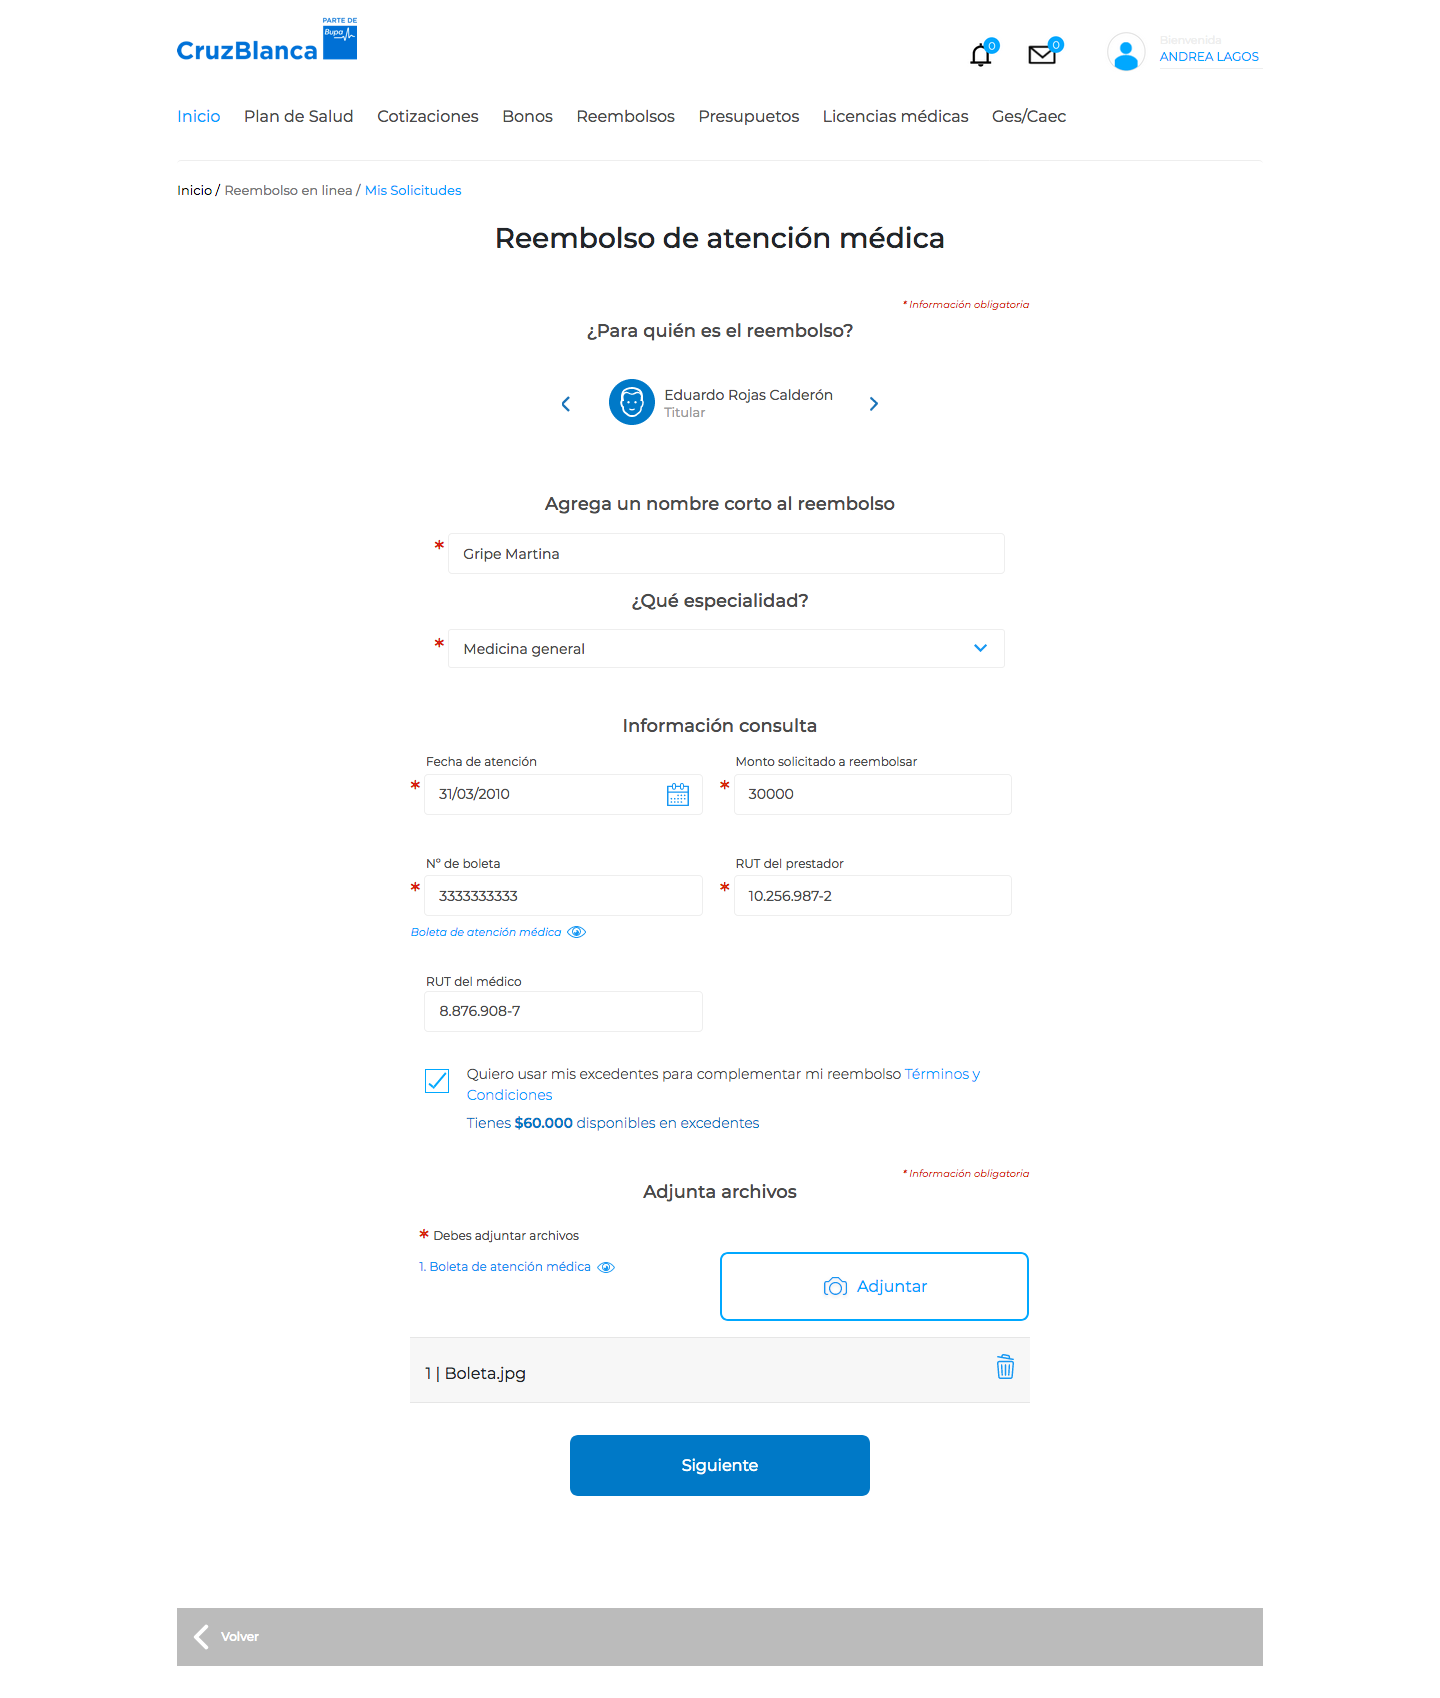 PARTE DE
Bupa
CruzBlanca
0
0
Bienvenida
ANDREA LAGOS
Inicio Plan de Salud Cotizaciones Bonos Reembolsos Presupuetos Licencias médicas Ges/Caec
Inicio / Reembolso en linea / Mis Solicitudes
Reembolso de atención médica
* Información obligatoria
¿Para quién es el reembolso?
Eduardo Rojas Calderón
Titular
Agrega un nombre corto al reembolso
* Gripe Martina
¿Qué especialidad?
* Medicina general
Información consulta
Fecha de atención
* 31/03/2010
Monto solicitado a reembolsar
* 30000
Nº de boleta
* 3333333333
Boleta de atención médica
RUT del prestador
* 10.256.987-2
RUT del médico
8.876.908-7
Quiero usar mis excedentes para complementar mi reembolso Términos y
Condiciones
Tienes $60.000 disponibles en excedentes
* Información obligatoria
Adjunta archivos
* Debes adjuntar archivos
1. Boleta de atención médica
Adjuntar
1 | Boleta.jpg
Siguiente
Volver